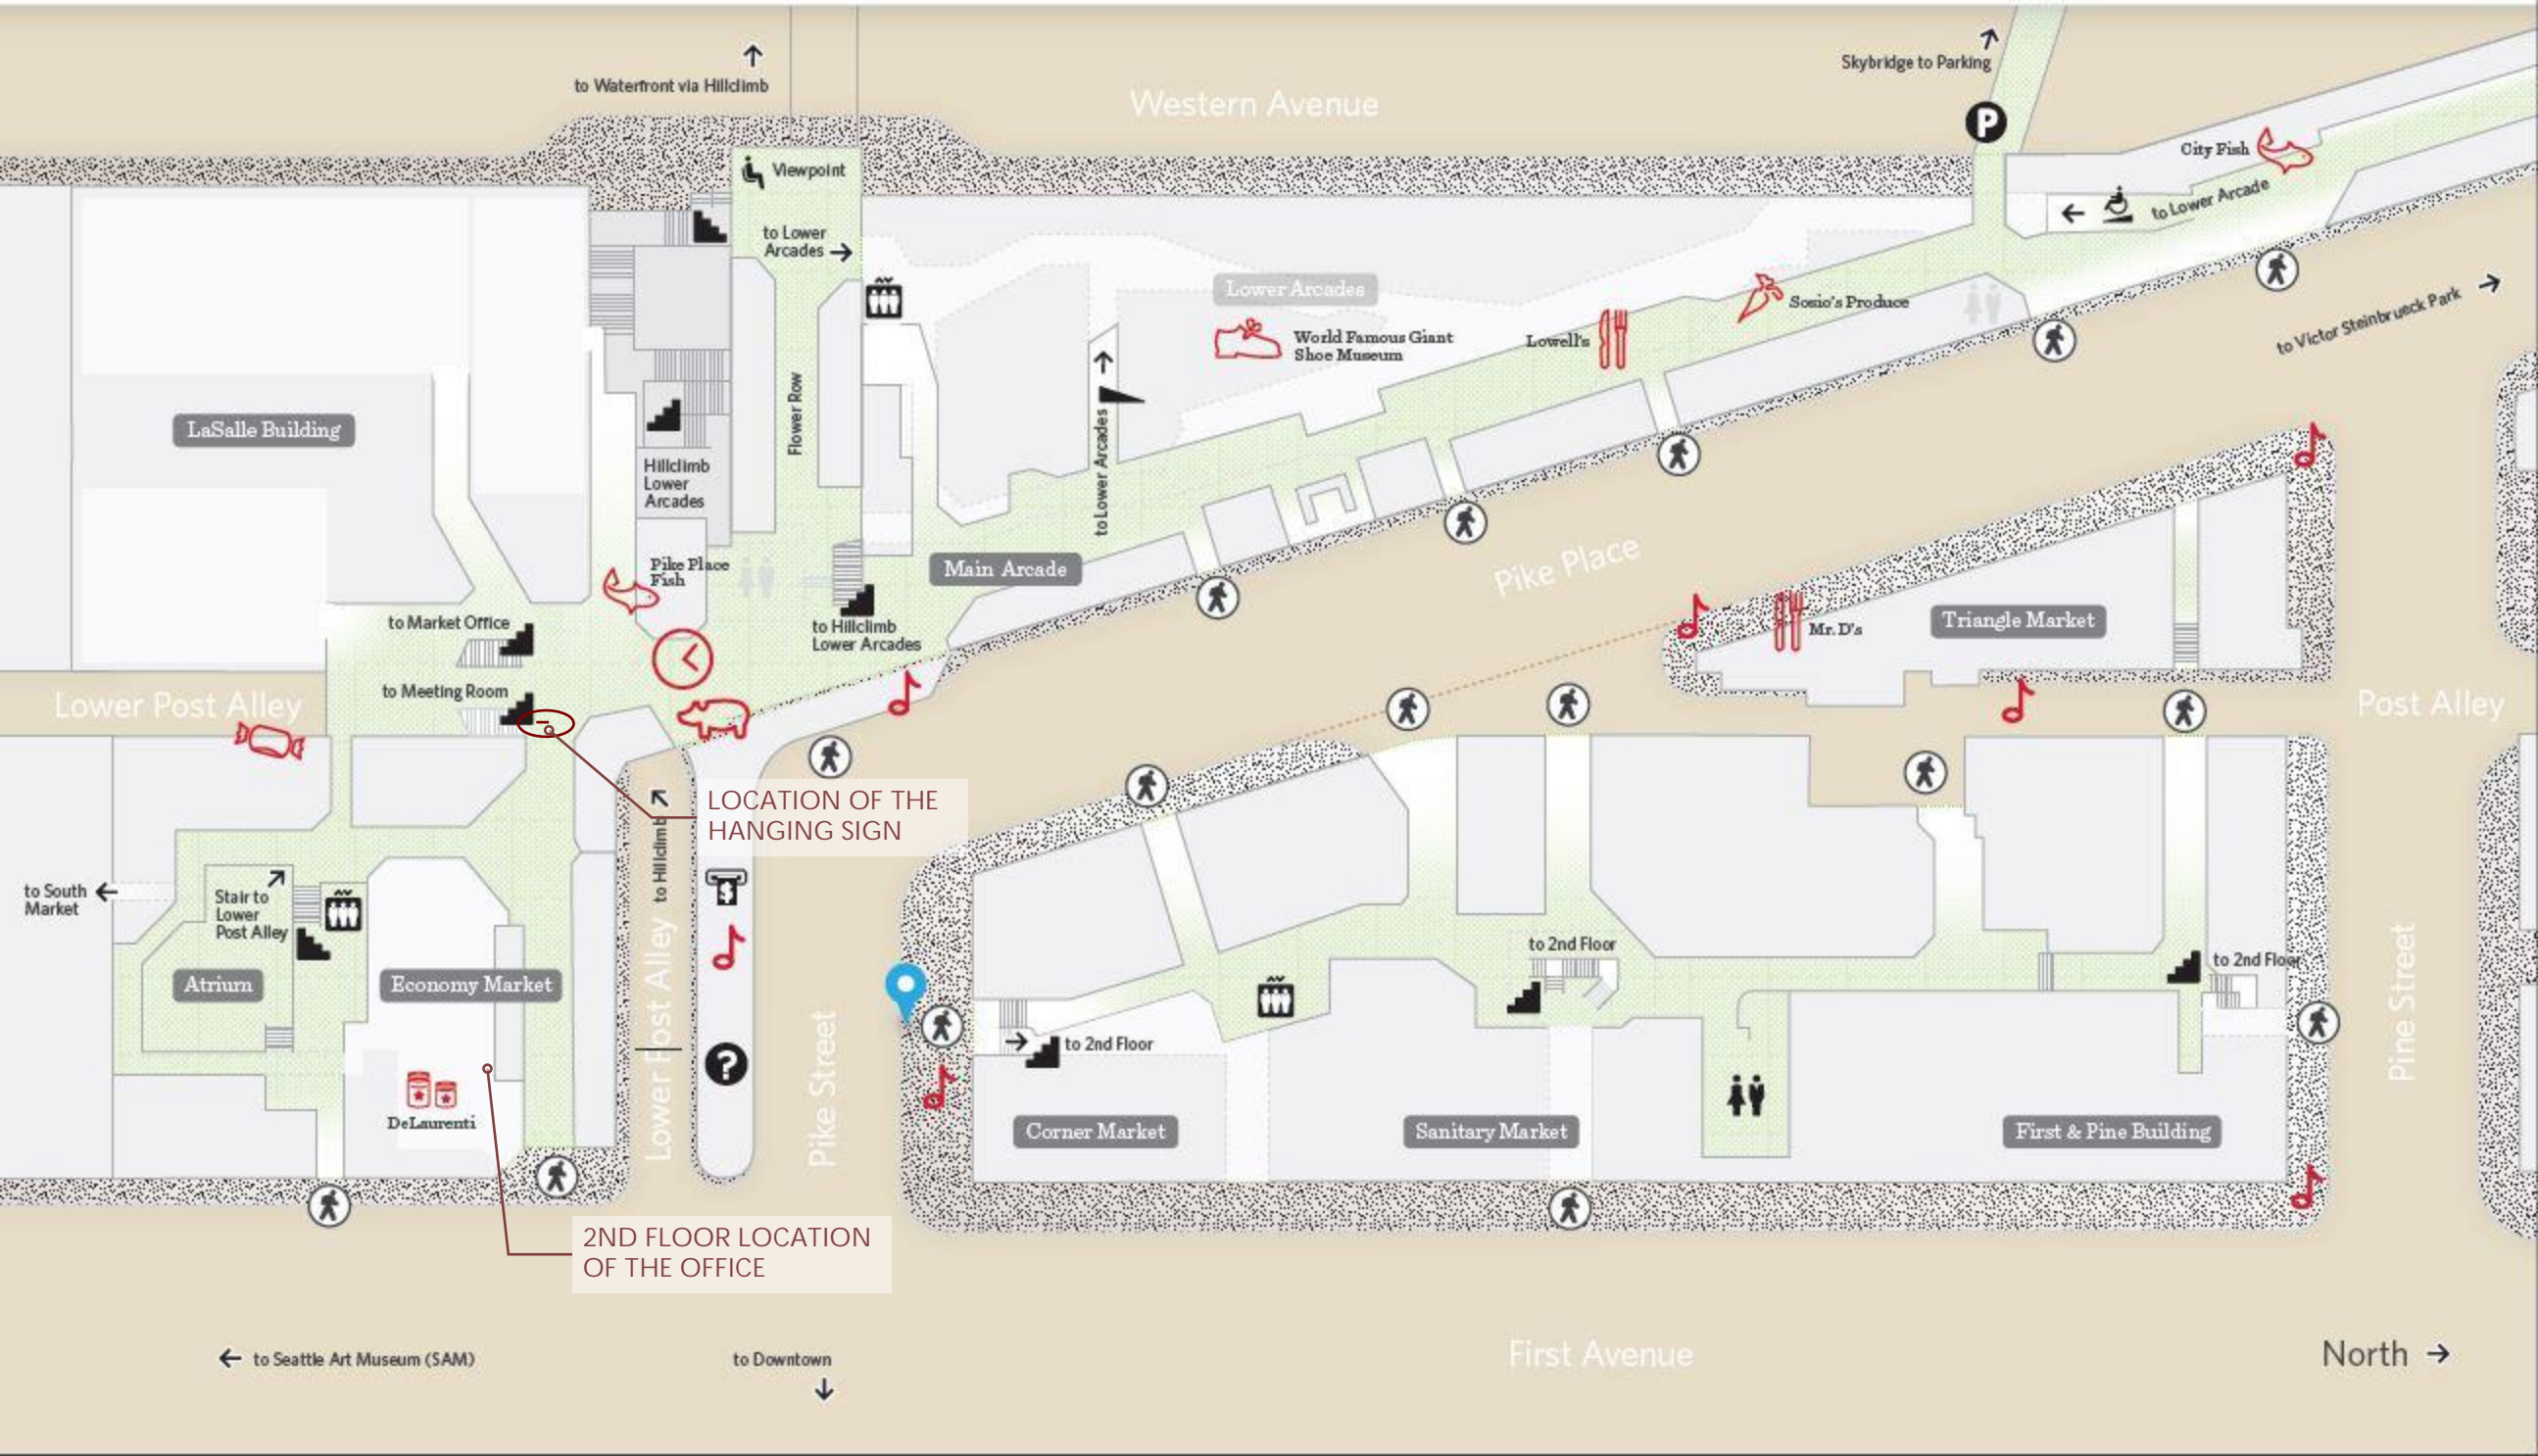 to Waterfront via Hillclimb
Western Avenue
Skybridge to Parking
P
City Fish
to Lower Arcade
Viewpoint
to Lower
Arcades
Lower Arcades
World Famous Giant
Shoe Museum
Lowell's
Sosio's Produce
to Victor Steinbrueck Park
LaSalle Building
Flower Row
to Lower Arcades
Hillclimb
Lower
Arcades
Pike Place
Fish
Main Arcade
Pike Place
to Market Office
to Hillclimb
Lower Arcades
Mr. D's
Triangle Market
Lower Post Alley
to Meeting Room
Post Alley
LOCATION OF THE
HANGING SIGN
to Hillclimb
to South
Market
Stair to
Lower
Post Alley
$
Atrium
Economy Market
Lower Post Alley
Pike Street
?
to 2nd Floor
to 2nd Floor
to 2nd Floor
Pine Street
DeLaurenti
Corner Market
Sanitary Market
First & Pine Building
2ND FLOOR LOCATION
OF THE OFFICE
to Seattle Art Museum (SAM)
to Downtown
First Avenue
North